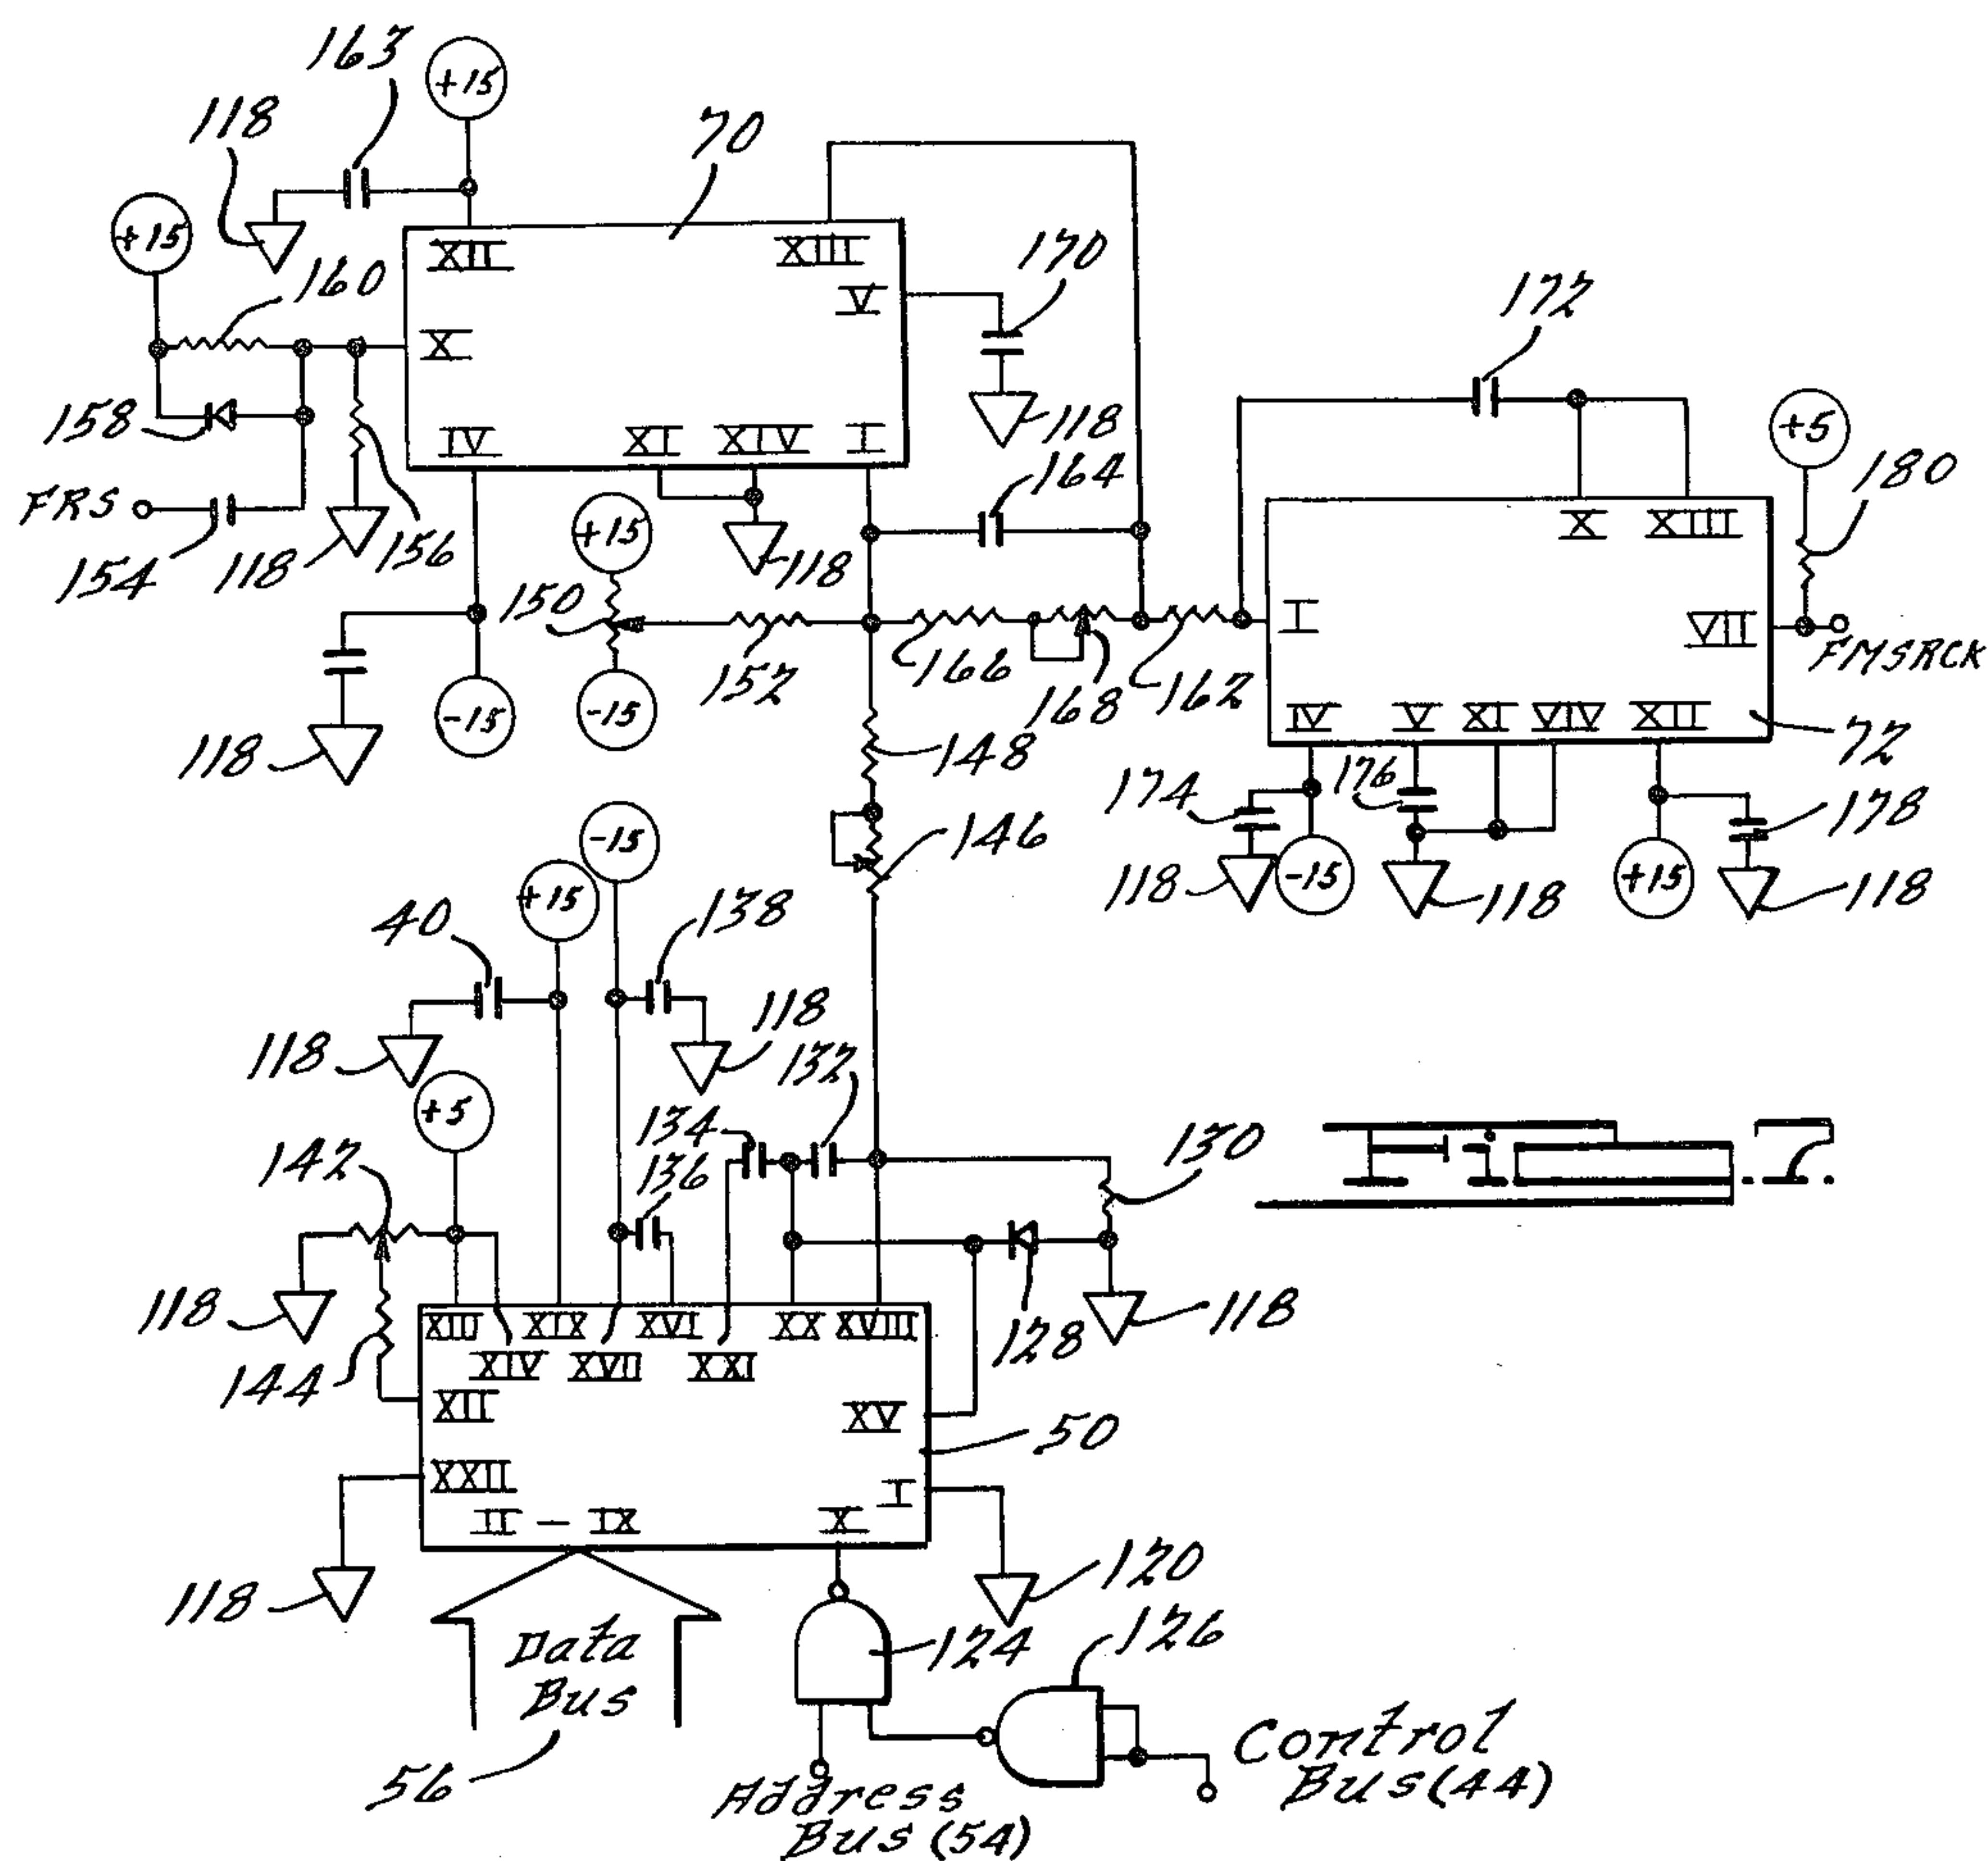 163
+15
118
70
+15
XII
XIII
170
160
V
172
X
158
118
+5
IV
XI
XIV
I
164
180
FRS
+15
X
XIII
154
118
156
118
150
I
VII
FMSRCK
152
166
168
162
-15
-15
IV
V
XI
VIV
XII
118
148
72
174
176
178
-15
146
+15
118
-15
118
+15
118
40
138
118
118
132
+5
134
130
142
136
118
XIII
XIX
XVI
XX
XVIII
118
128
144
XIV
XVII
XXI
XII
XV
50
XXII
I
II - IX
X
118
120
Data
Bus
124
126
56
Address
Bus (54)
Control
Bus (44)